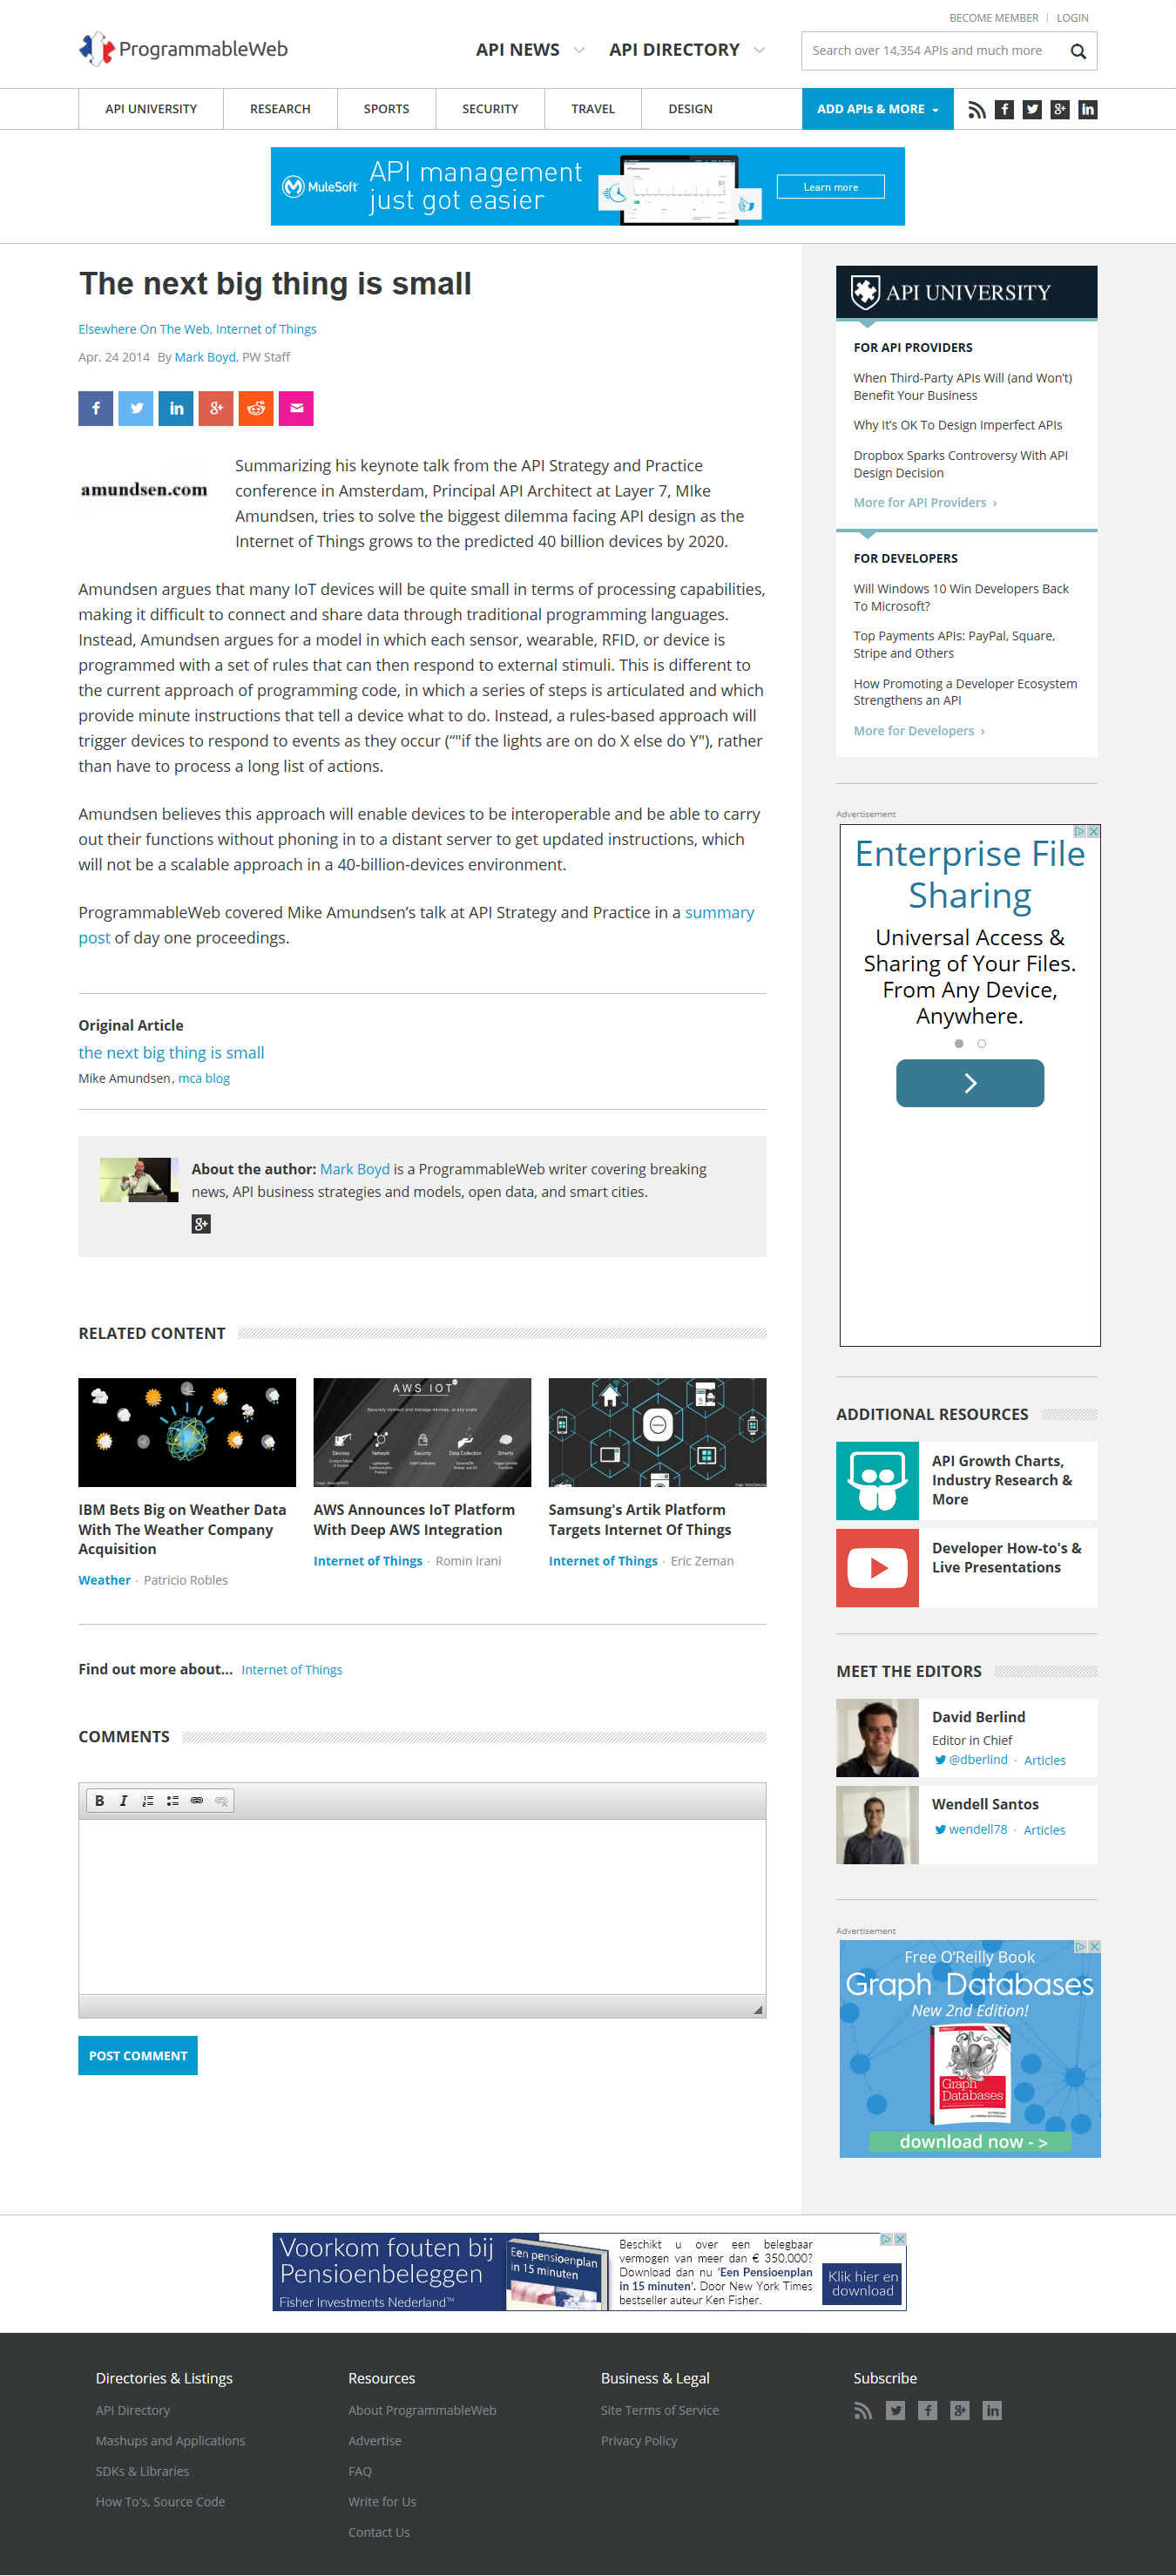 BECOME MEMBER | LOGIN
ProgrammableWeb
API NEWS
API DIRECTORY
Search over 14,354 APIs and much more
API UNIVERSITY
RESEARCH
SPORTS
SECURITY
TRAVEL
DESIGN
ADD APIs & MORE
MuleSoft
API management
just got easier
Learn more
The next big thing is small
Elsewhere On The Web, Internet of Things
Apr. 24 2014 By Mark Boyd, PW Staff
amundsen.com
Summarizing his keynote talk from the API Strategy and Practice
conference in Amsterdam, Principal API Architect at Layer 7, MIke
Amundsen, tries to solve the biggest dilemma facing API design as the
Internet of Things grows to the predicted 40 billion devices by 2020.
Amundsen argues that many IoT devices will be quite small in terms of processing capabilities,
making it difficult to connect and share data through traditional programming languages.
Instead, Amundsen argues for a model in which each sensor, wearable, RFID, or device is
programmed with a set of rules that can then respond to external stimuli. This is different to
the current approach of programming code, in which a series of steps is articulated and which
provide minute instructions that tell a device what to do. Instead, a rules-based approach will
trigger devices to respond to events as they occur (“"if the lights are on do X else do Y"), rather
than have to process a long list of actions.
Amundsen believes this approach will enable devices to be interoperable and be able to carry
out their functions without phoning in to a distant server to get updated instructions, which
will not be a scalable approach in a 40-billion-devices environment.
ProgrammableWeb covered Mike Amundsen’s talk at API Strategy and Practice in a summary
post of day one proceedings.
Original Article
the next big thing is small
Mike Amundsen, mca blog
About the author: Mark Boyd is a ProgrammableWeb writer covering breaking
news, API business strategies and models, open data, and smart cities.
RELATED CONTENT
AWS IOT
Securely connect and manage devices, at any scale
Devices
Network
Security
Data Collection
Smarts
IBM Bets Big on Weather Data
With The Weather Company
Acquisition
Weather · Patricio Robles
AWS Announces IoT Platform
With Deep AWS Integration
Internet of Things · Romin Irani
Samsung's Artik Platform
Targets Internet Of Things
Internet of Things · Eric Zeman
Find out more about... Internet of Things
COMMENTS
B I
POST COMMENT
API UNIVERSITY
FOR API PROVIDERS
When Third-Party APIs Will (and Won’t)
Benefit Your Business
Why It’s OK To Design Imperfect APIs
Dropbox Sparks Controversy With API
Design Decision
More for API Providers ›
FOR DEVELOPERS
Will Windows 10 Win Developers Back
To Microsoft?
Top Payments APIs: PayPal, Square,
Stripe and Others
How Promoting a Developer Ecosystem
Strengthens an API
More for Developers ›
Advertisement
Enterprise File
Sharing
Universal Access &
Sharing of Your Files.
From Any Device,
Anywhere.
ADDITIONAL RESOURCES
API Growth Charts,
Industry Research &
More
Developer How-to's &
Live Presentations
MEET THE EDITORS
David Berlind
Editor in Chief
@dberlind · Articles
Wendell Santos
wendell78 · Articles
Advertisement
Free O’Reilly Book
Graph Databases
New 2nd Edition!
O'REILLY
Graph
Databases
download now - >
Voorkom fouten bij
Pensioenbeleggen
Fisher Investments Nederland™
Een pensioenplan
in 15 minuten
Beschikt u over een belegbaar
vermogen van meer dan € 350.000?
Download dan nu 'Een Pensioenplan
in 15 minuten'. Door New York Times
bestseller auteur Ken Fisher.
Klik hier en
download
Directories & Listings
API Directory
Mashups and Applications
SDKs & Libraries
How To's, Source Code
Resources
About ProgrammableWeb
Advertise
FAQ
Write for Us
Contact Us
Business & Legal
Site Terms of Service
Privacy Policy
Subscribe